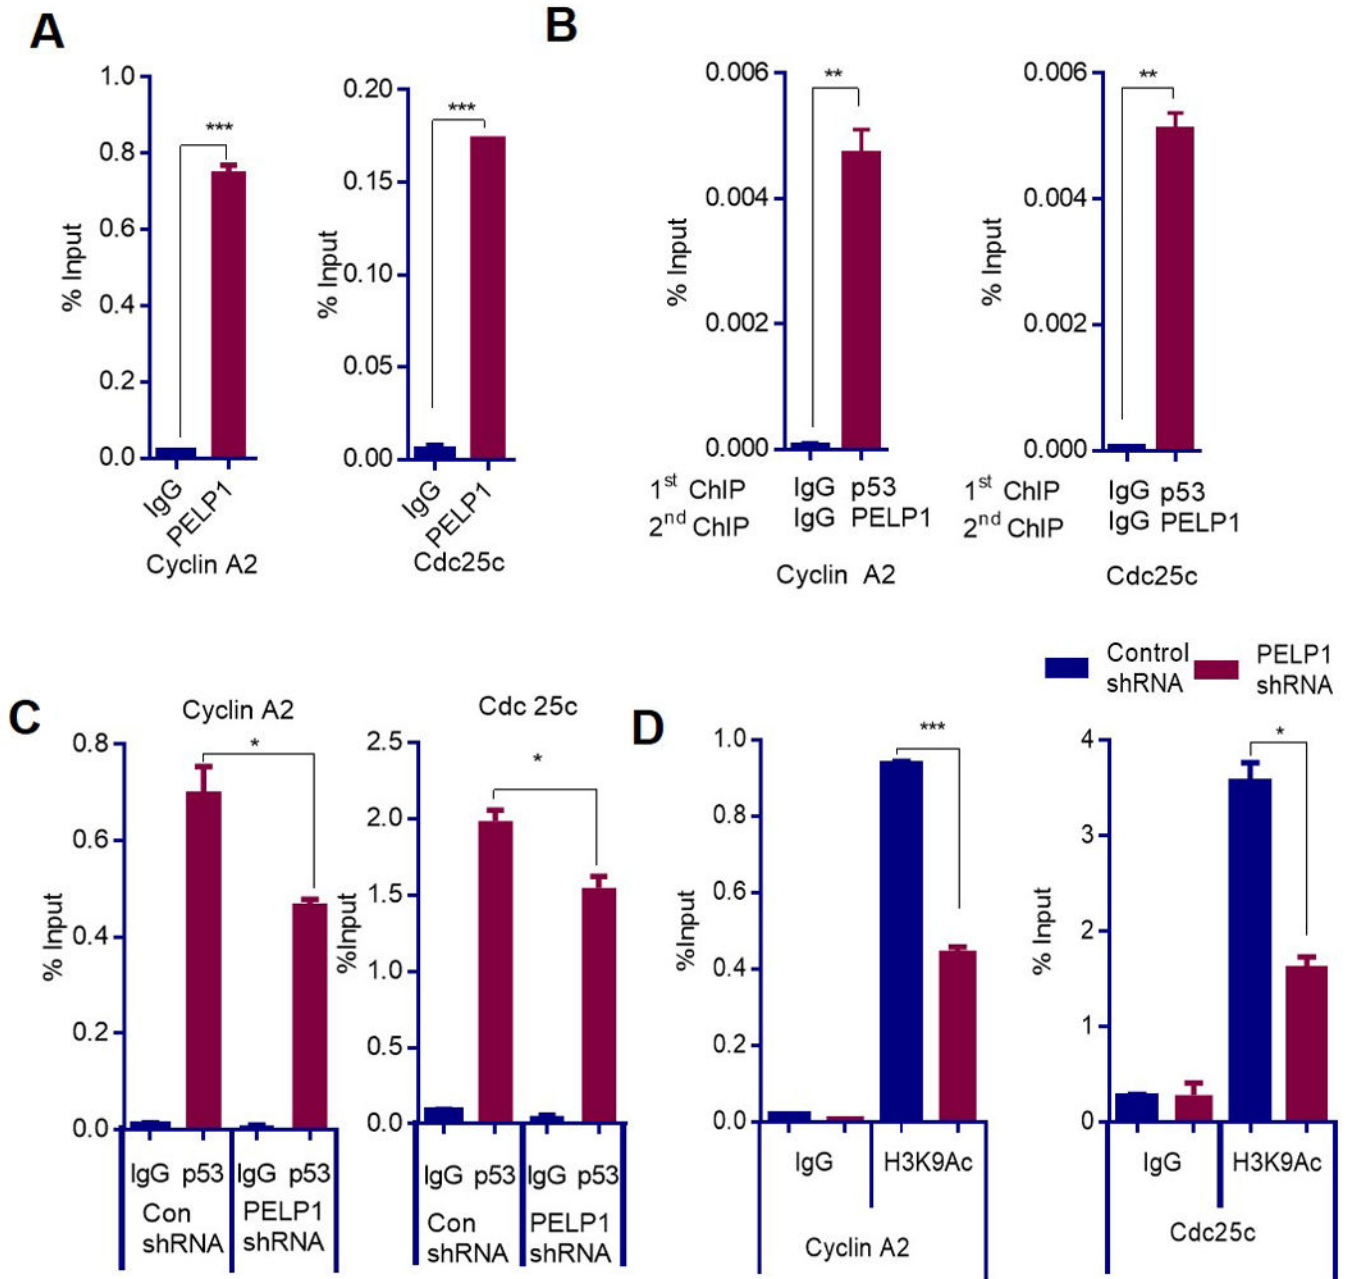 A
1.0
0.8
0.6
0.4
0.2
0.0
% Input
***
IgG
PELP1
Cyclin A2
0.20
0.15
0.10
0.05
0.00
% Input
***
IgG
PELP1
Cdc25c
B
0.006
0.004
0.002
0.000
% Input
**
1st ChIP IgG p53
2nd ChIP IgG PELP1
Cyclin A2
0.006
0.004
0.002
0.000
% Input
**
1st ChIP IgG p53
2nd ChIP IgG PELP1
Cdc25c
C
Cyclin A2
0.8
0.6
0.4
0.2
0.0
% Input
*
IgG p53 IgG p53
Con shRNA
PELP1 shRNA
Cdc 25c
2.5
2.0
1.5
1.0
0.5
0.0
%Input
*
IgG p53 IgG p53
Con shRNA
PELP1 shRNA
Control shRNA
PELP1 shRNA
D
1.0
0.8
0.6
0.4
0.2
0.0
%Input
***
IgG H3K9Ac
Cyclin A2
4
3
2
1
0
% Input
*
IgG H3K9Ac
Cdc25c